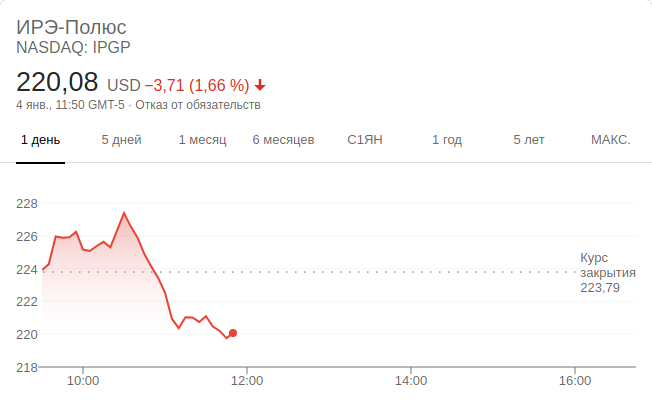 ИРЭ-Полюс
NASDAQ: IPGP
220,08 USD −3,71 (1,66 %)
4 янв., 11:50 GMT-5 · Отказ от обязательств
1 день 5 дней 1 месяц 6 месяцев С1ЯН 1 год 5 лет МАКС.
228
226
224
222
220
218
Курс
закрытия
223,79
10:00 12:00 14:00 16:00